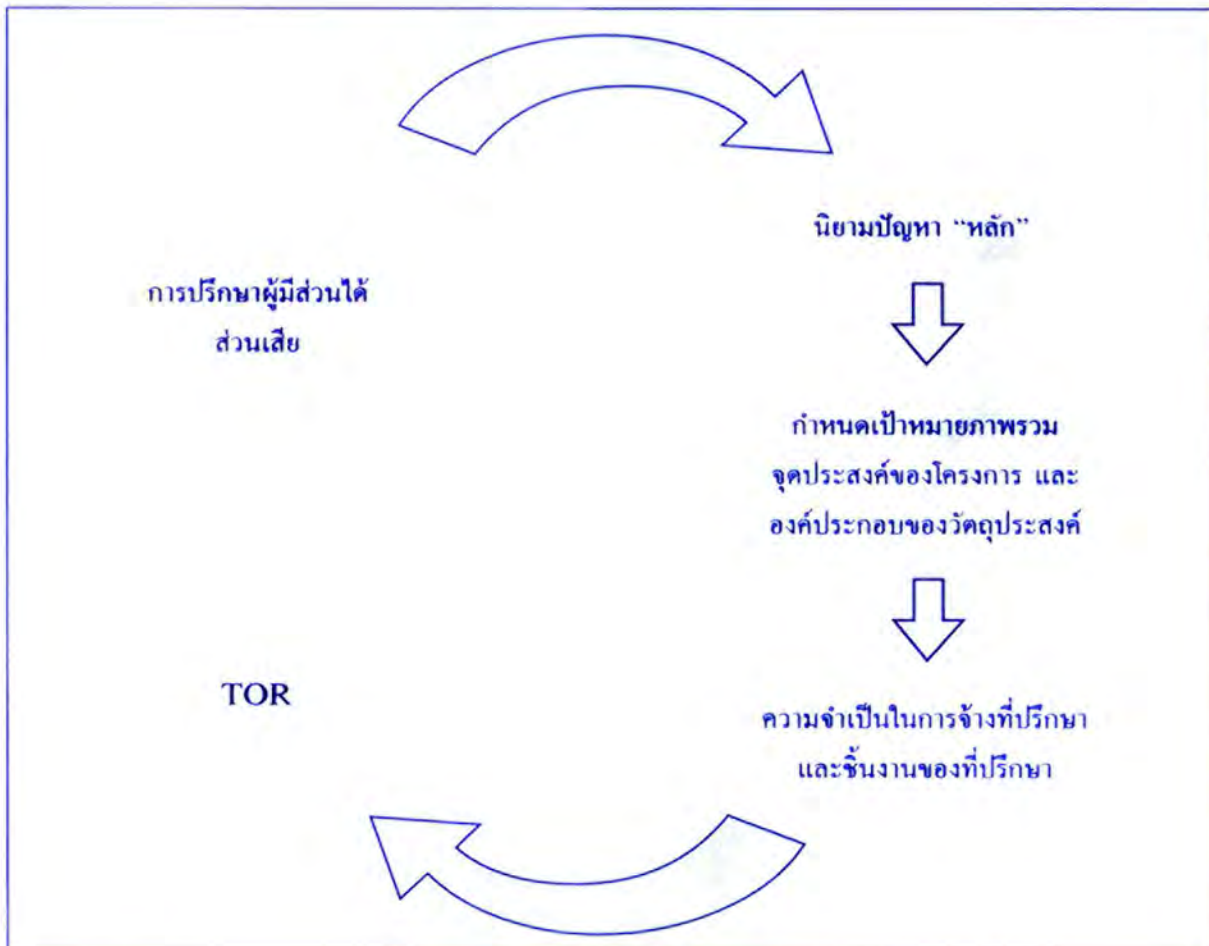 นิยามปัญหา “หลัก”
การปรึกษาผู้มีส่วนได้
ส่วนเสีย
กำหนดเป้าหมายภาพรวม
จุดประสงค์ของโครงการ และ
องค์ประกอบของวัตถุประสงค์
TOR
ความจำเป็นในการจ้างที่ปรึกษา
และชิ้นงานของที่ปรึกษา